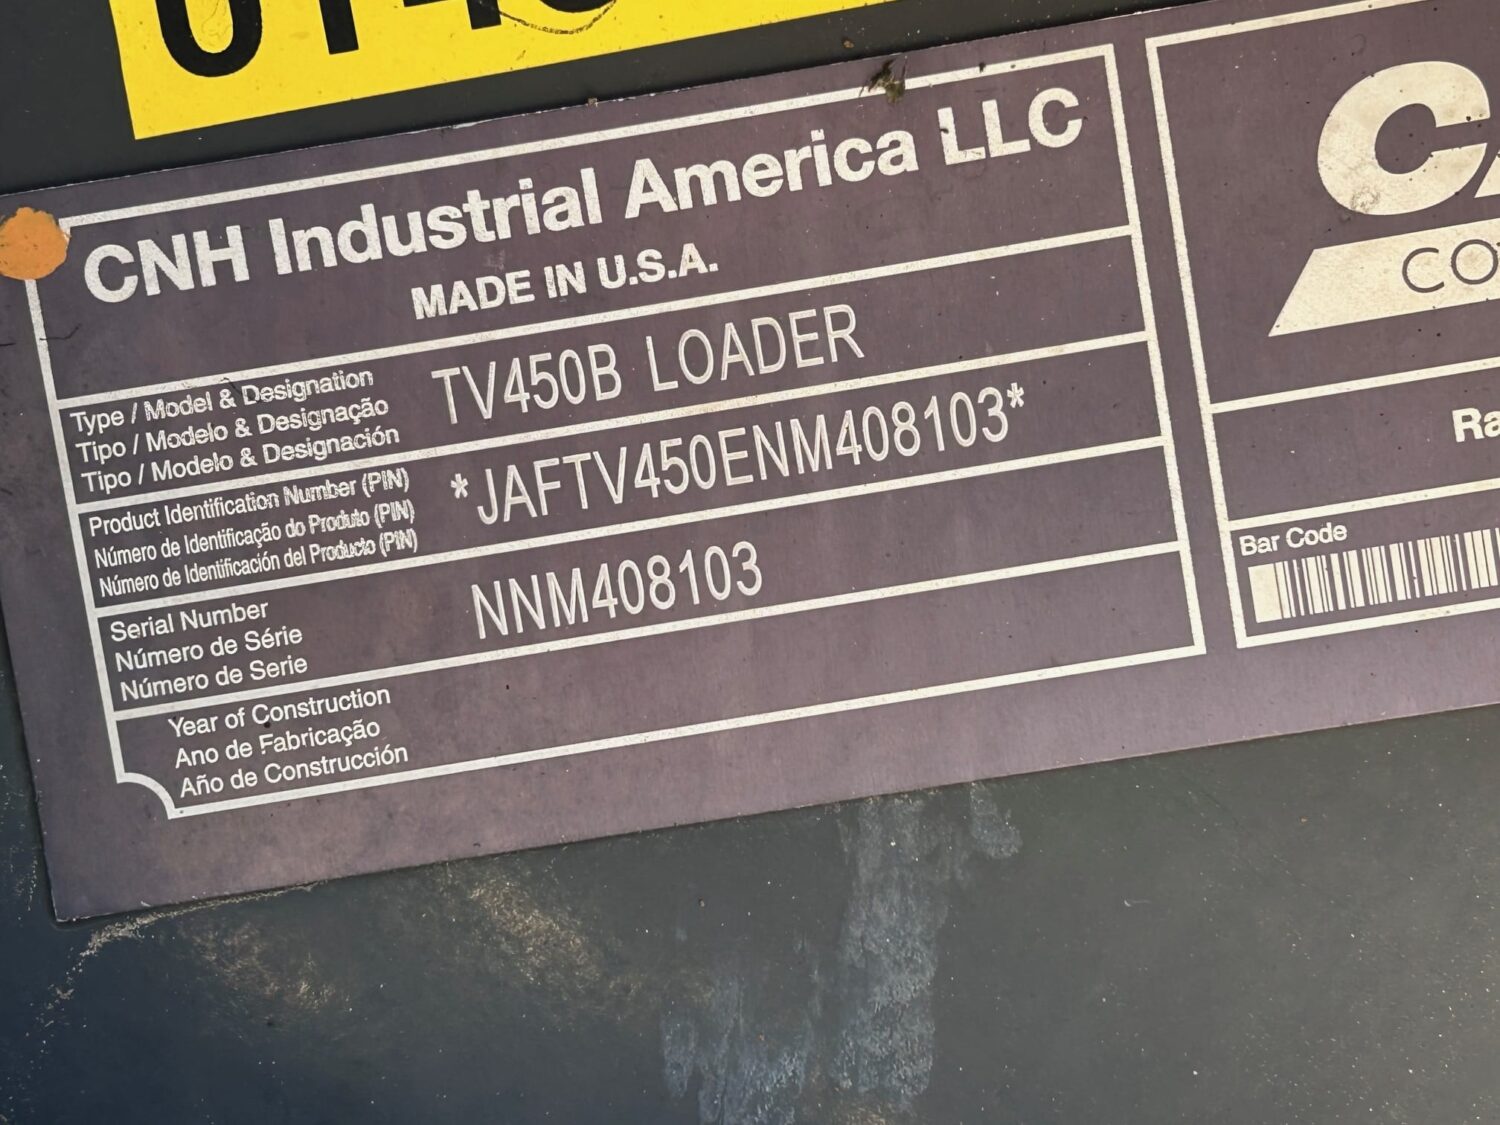 CNH Industrial America LLC
MADE IN U.S.A.
Type / Model & Designation
Tipo / Modelo & Designação
Tipo / Modelo & Designación
TV450B LOADER
Product Identification Number (PIN)
Número de Identificação do Produto (PIN)
Número de Identificación del Producto (PIN)
*JAFTV450ENM408103*
Serial Number
Número de Série
Número de Serie
NNM408103
Year of Construction
Ano de Fabricação
Año de Construcción
Bar Code